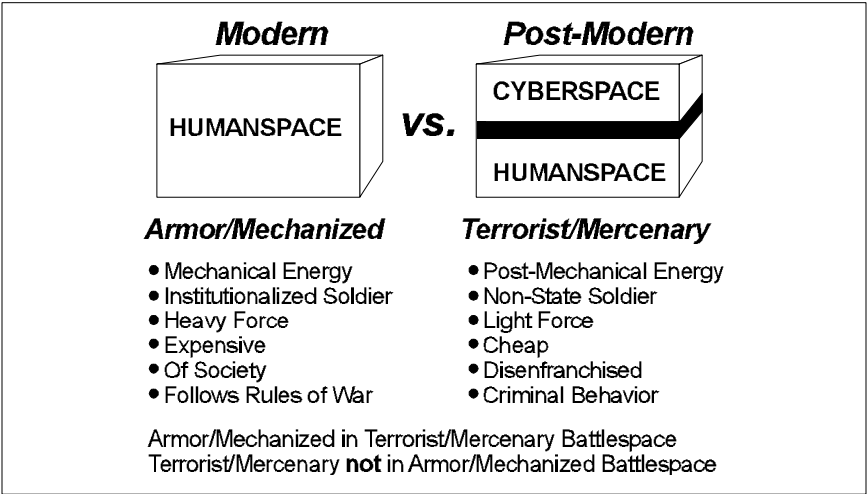 Modern
Post-Modern
HUMANSPACE
vs.
CYBERSPACE
HUMANSPACE
Armor/Mechanized
• Mechanical Energy
• Institutionalized Soldier
• Heavy Force
• Expensive
• Of Society
• Follows Rules of War
Terrorist/Mercenary
• Post-Mechanical Energy
• Non-State Soldier
• Light Force
• Cheap
• Disenfranchised
• Criminal Behavior
Armor/Mechanized in Terrorist/Mercenary Battlespace
Terrorist/Mercenary not in Armor/Mechanized Battlespace